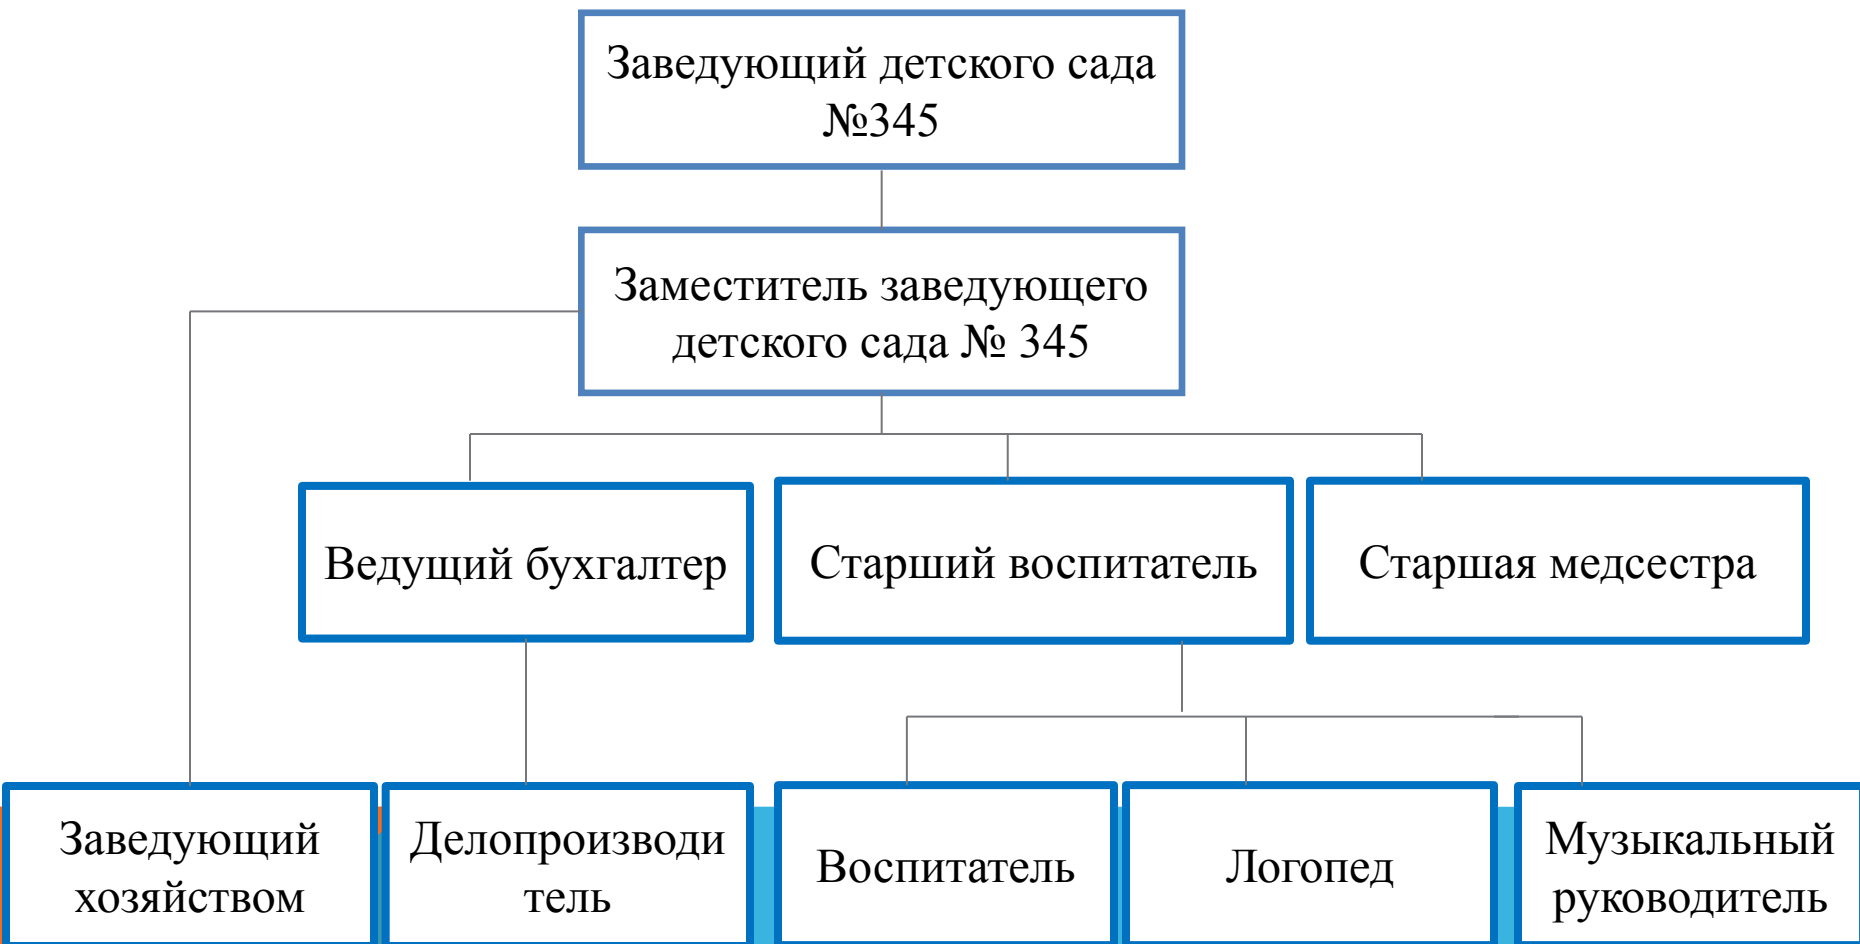 Заведующий детского сада
№345
Заместитель заведующего
детского сада № 345
Ведущий бухгалтер
Старший воспитатель
Старшая медсестра
Заведующий
хозяйством
Делопроизводи
тель
Воспитатель
Логопед
Музыкальный
руководитель